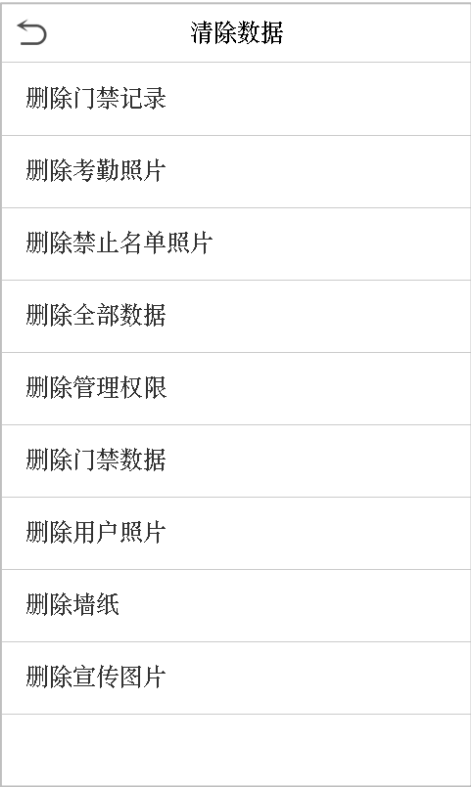 清除数据
删除门禁记录
删除考勤照片
删除禁止名单照片
删除全部数据
删除管理权限
删除门禁数据
删除用户照片
删除墙纸
删除宣传图片